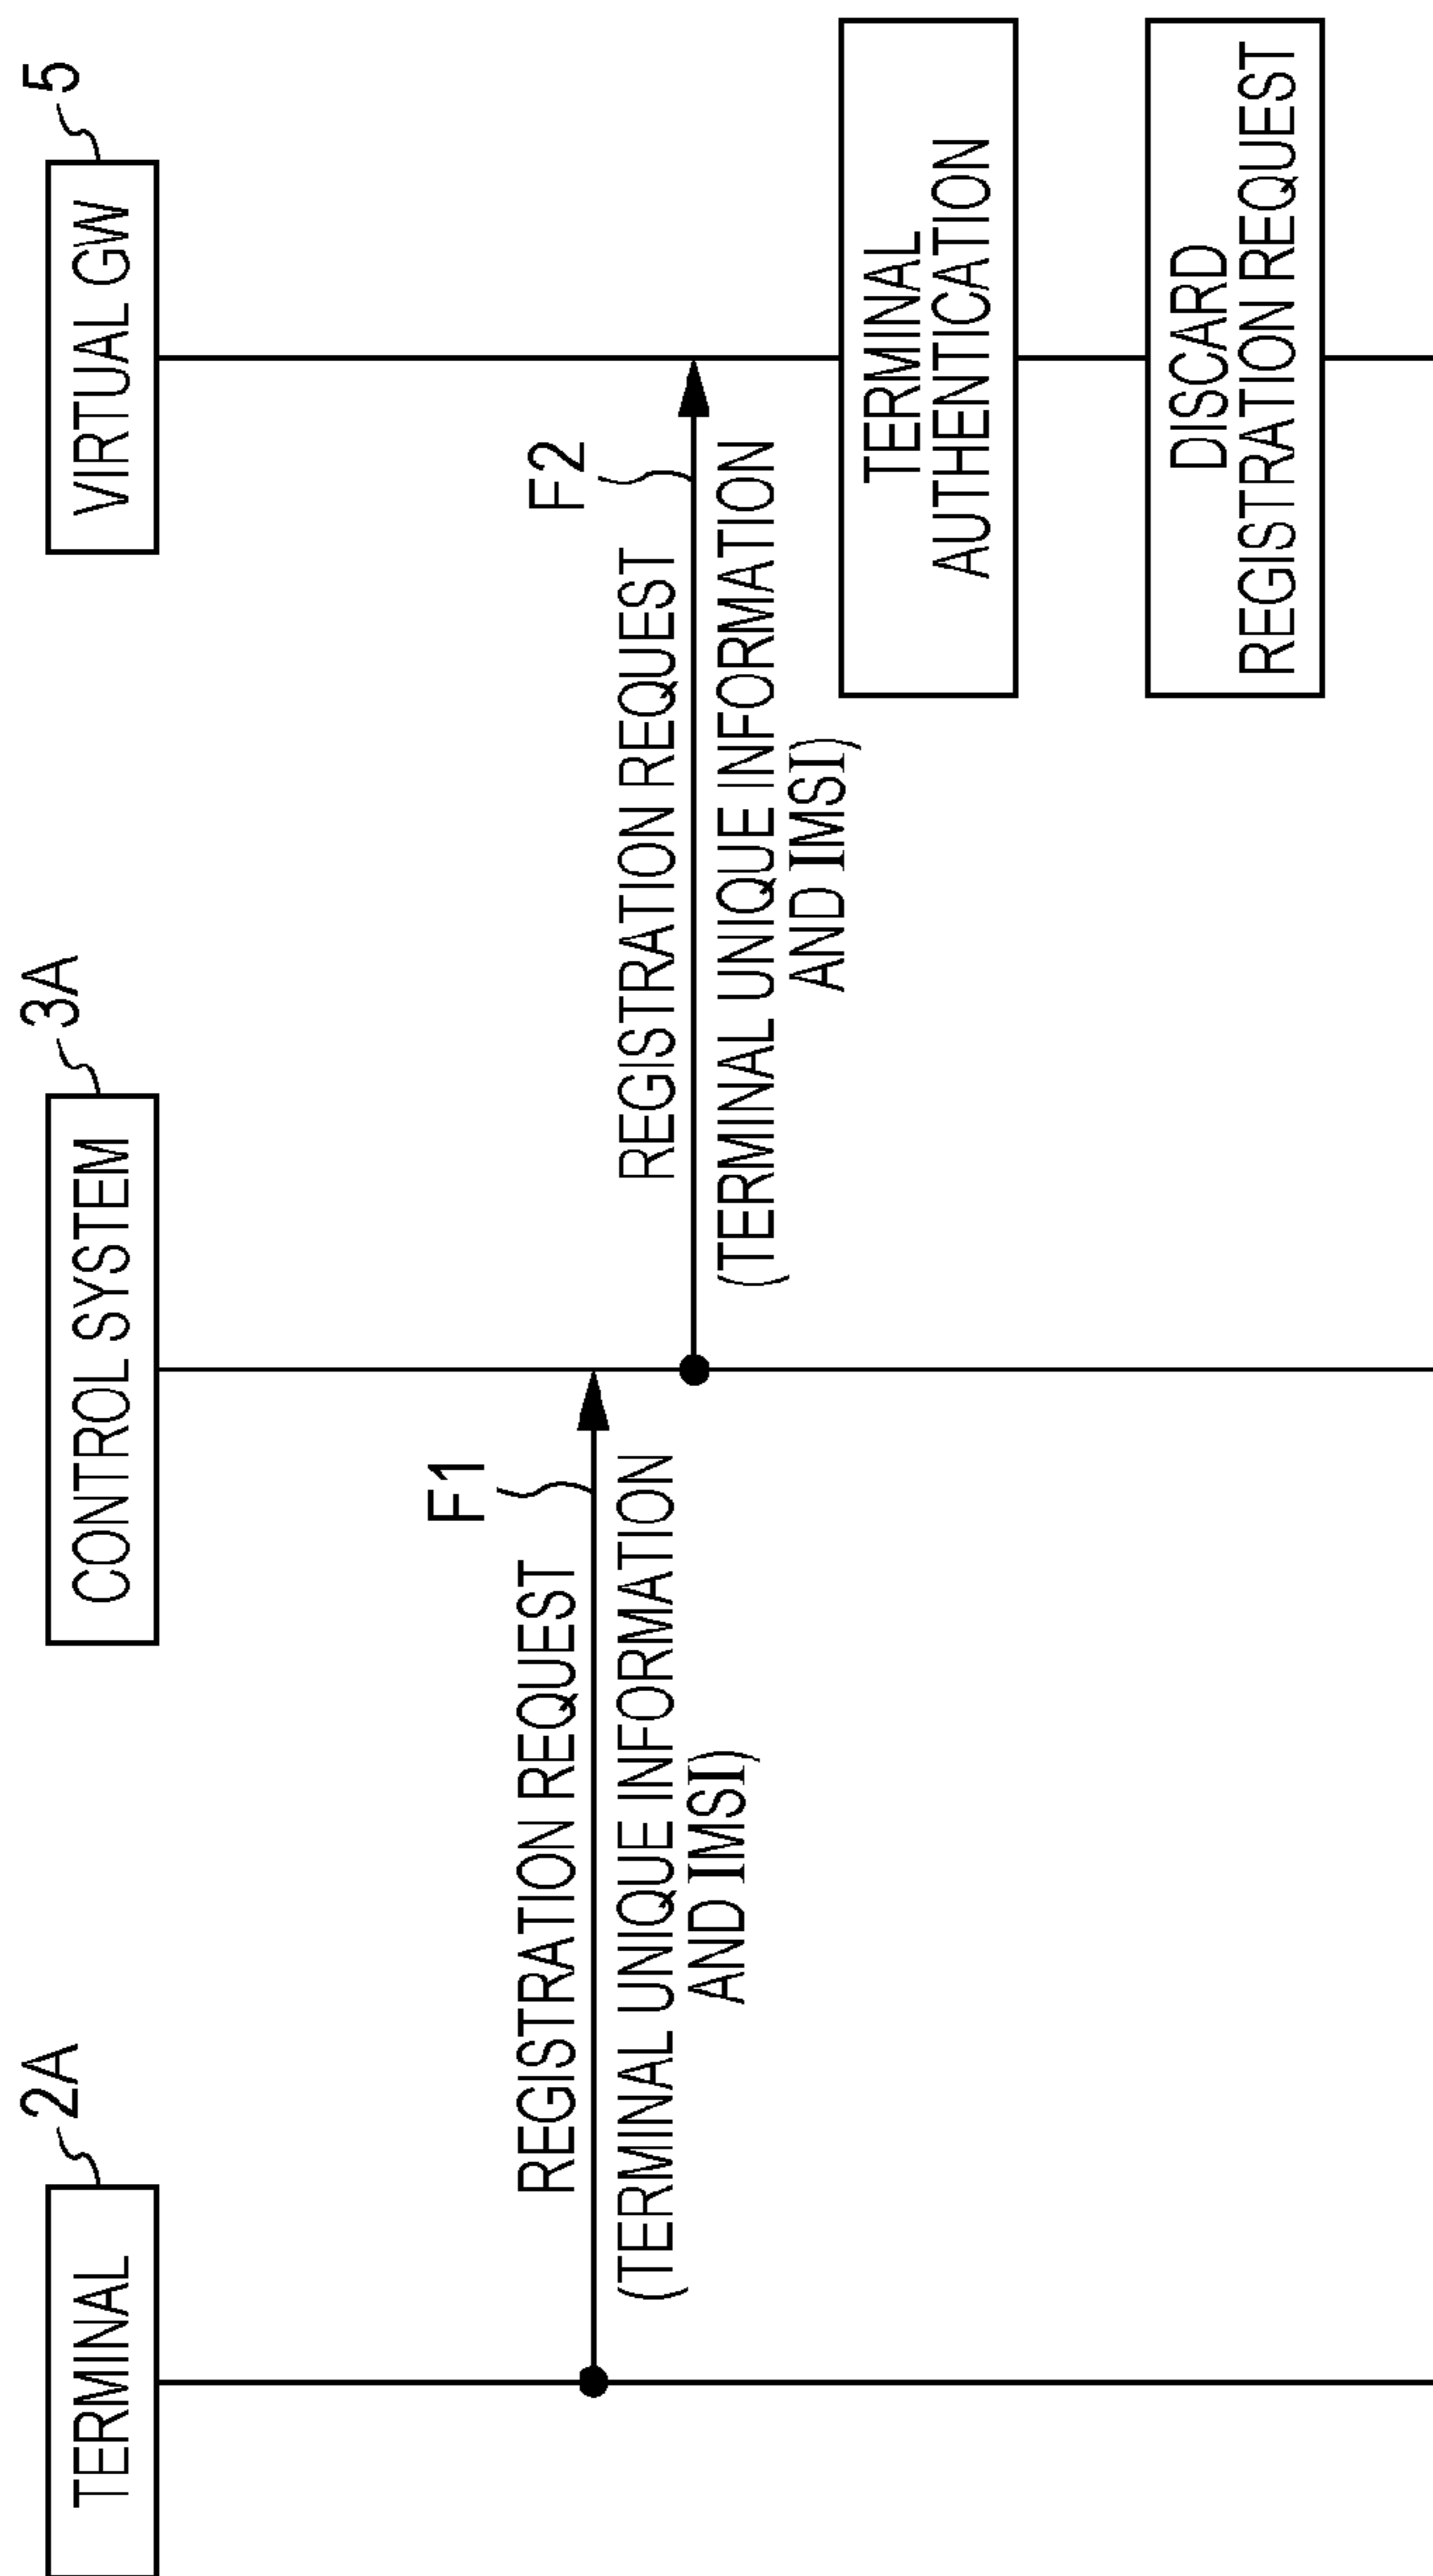 TERMINAL
2A
CONTROL SYSTEM
3A
VIRTUAL GW
5
F1
REGISTRATION REQUEST
(TERMINAL UNIQUE INFORMATION
AND IMSI)
F2
REGISTRATION REQUEST
(TERMINAL UNIQUE INFORMATION
AND IMSI)
TERMINAL
AUTHENTICATION
DISCARD
REGISTRATION REQUEST